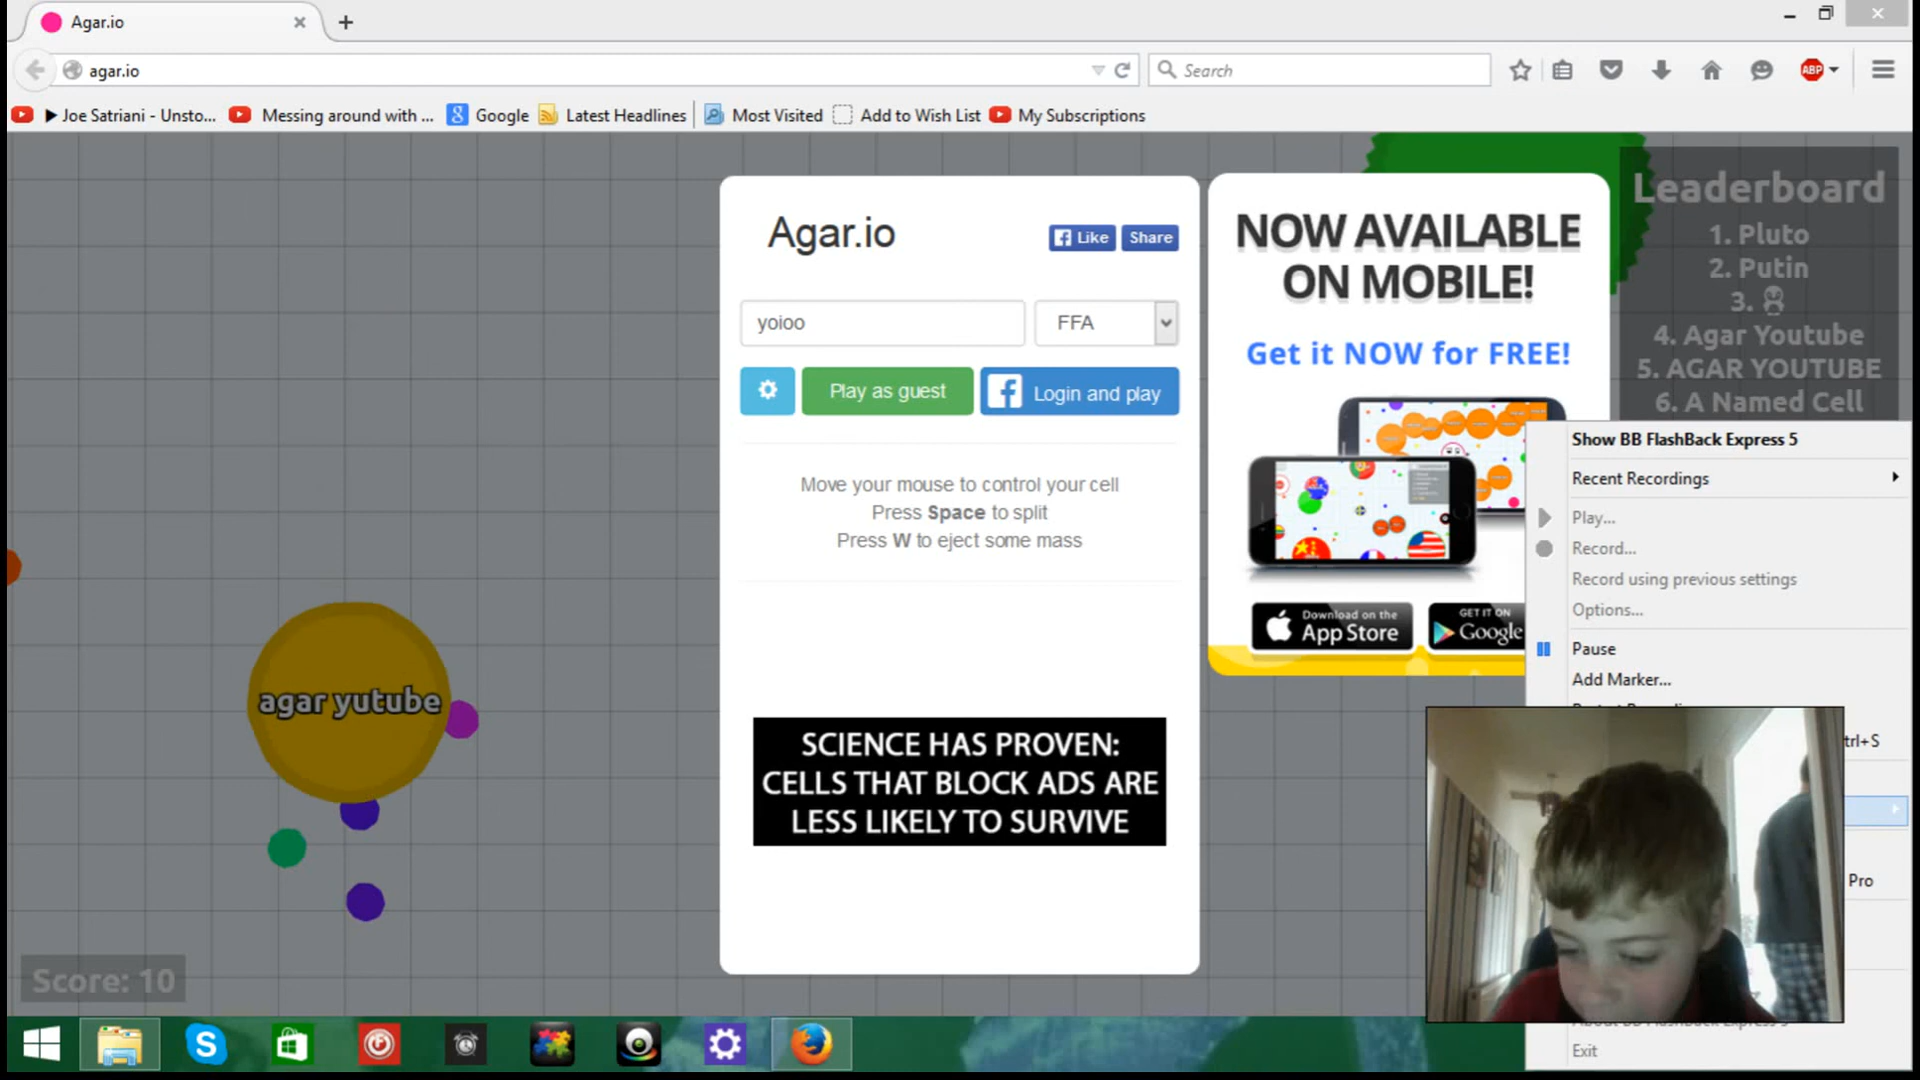 Agar.io
agar.io
Search
ABP
▶ Joe Satriani - Unsto...
Messing around with ...
Google
Latest Headlines
Most Visited
Add to Wish List
My Subscriptions
Agar.io
Like
Share
yoioo
FFA
Play as guest
Login and play
Move your mouse to control your cell
Press Space to split
Press W to eject some mass
SCIENCE HAS PROVEN:
CELLS THAT BLOCK ADS ARE
LESS LIKELY TO SURVIVE
NOW AVAILABLE
ON MOBILE!
Get it NOW for FREE!
Download on the
App Store
GET IT ON
Google
Leaderboard
1. Pluto
2. Putin
3.
4. Agar Youtube
5. AGAR YOUTUBE
6. A Named Cell
Show BB FlashBack Express 5
Recent Recordings
Play...
Record...
Record using previous settings
Options...
Pause
Add Marker...
trl+S
Pro
About BB FlashBack Express 5
Exit
agar yutube
Score: 10